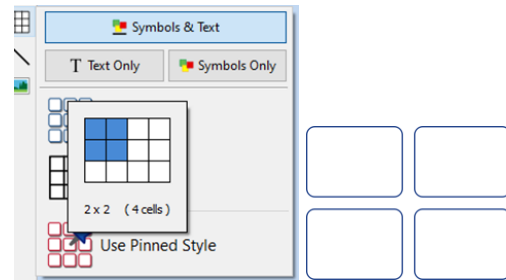 Symbols & Text
T Text Only
Symbols Only
2 x 2 ( 4 cells )
Use Pinned Style